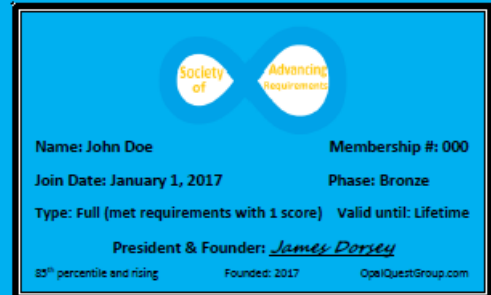 Society of
Advancing Requirements
Name: John Doe Membership #: 000
Join Date: January 1, 2017 Phase: Bronze
Type: Full (met requirements with 1 score) Valid until: Lifetime
President & Founder: James Dorsey
85th percentile and rising Founded: 2017 OpalQuestGroup.com